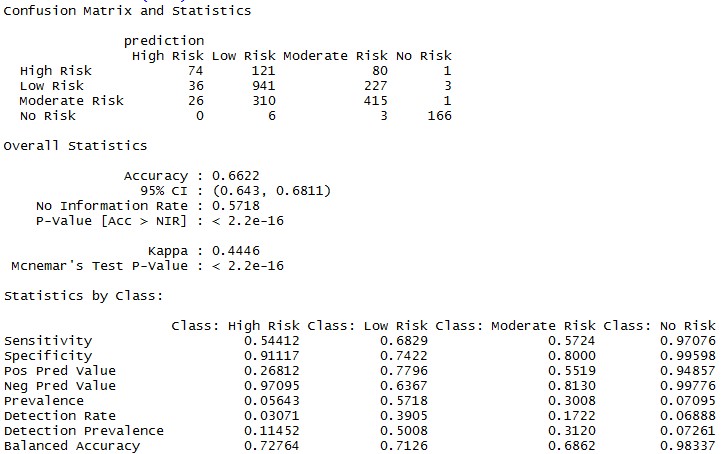 Confusion Matrix and Statistics
prediction
High Risk Low Risk Moderate Risk No Risk
High Risk 74 121 80 1
Low Risk 36 941 227 3
Moderate Risk 26 310 415 1
No Risk 0 6 3 166
Overall Statistics
Accuracy : 0.6622
95% CI : (0.643, 0.6811)
No Information Rate : 0.5718
P-Value [Acc > NIR] : < 2.2e-16
Kappa : 0.4446
Mcnemar's Test P-Value : < 2.2e-16
Statistics by Class:
Class: High Risk Class: Low Risk Class: Moderate Risk Class: No Risk
Sensitivity 0.54412 0.6829 0.5724 0.97076
Specificity 0.91117 0.7422 0.8000 0.99598
Pos Pred Value 0.26812 0.7796 0.5519 0.94857
Neg Pred Value 0.97095 0.6367 0.8130 0.99776
Prevalence 0.05643 0.5718 0.3008 0.07095
Detection Rate 0.03071 0.3905 0.1722 0.06888
Detection Prevalence 0.11452 0.5008 0.3120 0.07261
Balanced Accuracy 0.72764 0.7126 0.6862 0.98337